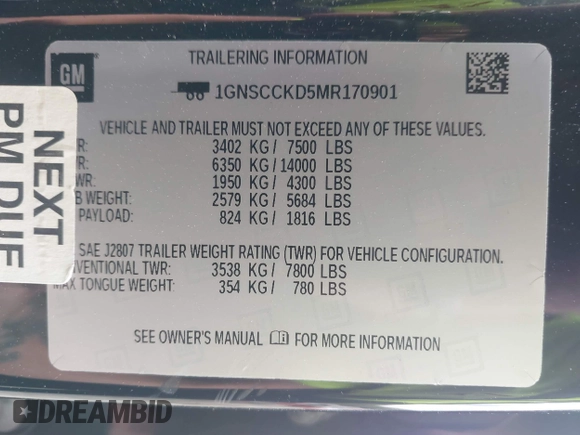 GM
TRAILERING INFORMATION
1GNSCCKD5MR170901
VEHICLE AND TRAILER MUST NOT EXCEED ANY OF THESE VALUES.
R: 3402 KG/ 7500 LBS
R: 6350 KG/ 14000 LBS
WR: 1950 KG/ 4300 LBS
B WEIGHT: 2579 KG/ 5684 LBS
PAYLOAD: 824 KG/ 1816 LBS
SAE J2807 TRAILER WEIGHT RATING (TWR) FOR VEHICLE CONFIGURATION.
NVENTIONAL TWR: 3538 KG/ 7800 LBS
MAX TONGUE WEIGHT: 354 KG/ 780 LBS
SEE OWNER'S MANUAL FOR MORE INFORMATION
NEXT
PM DUE
DREAMBID